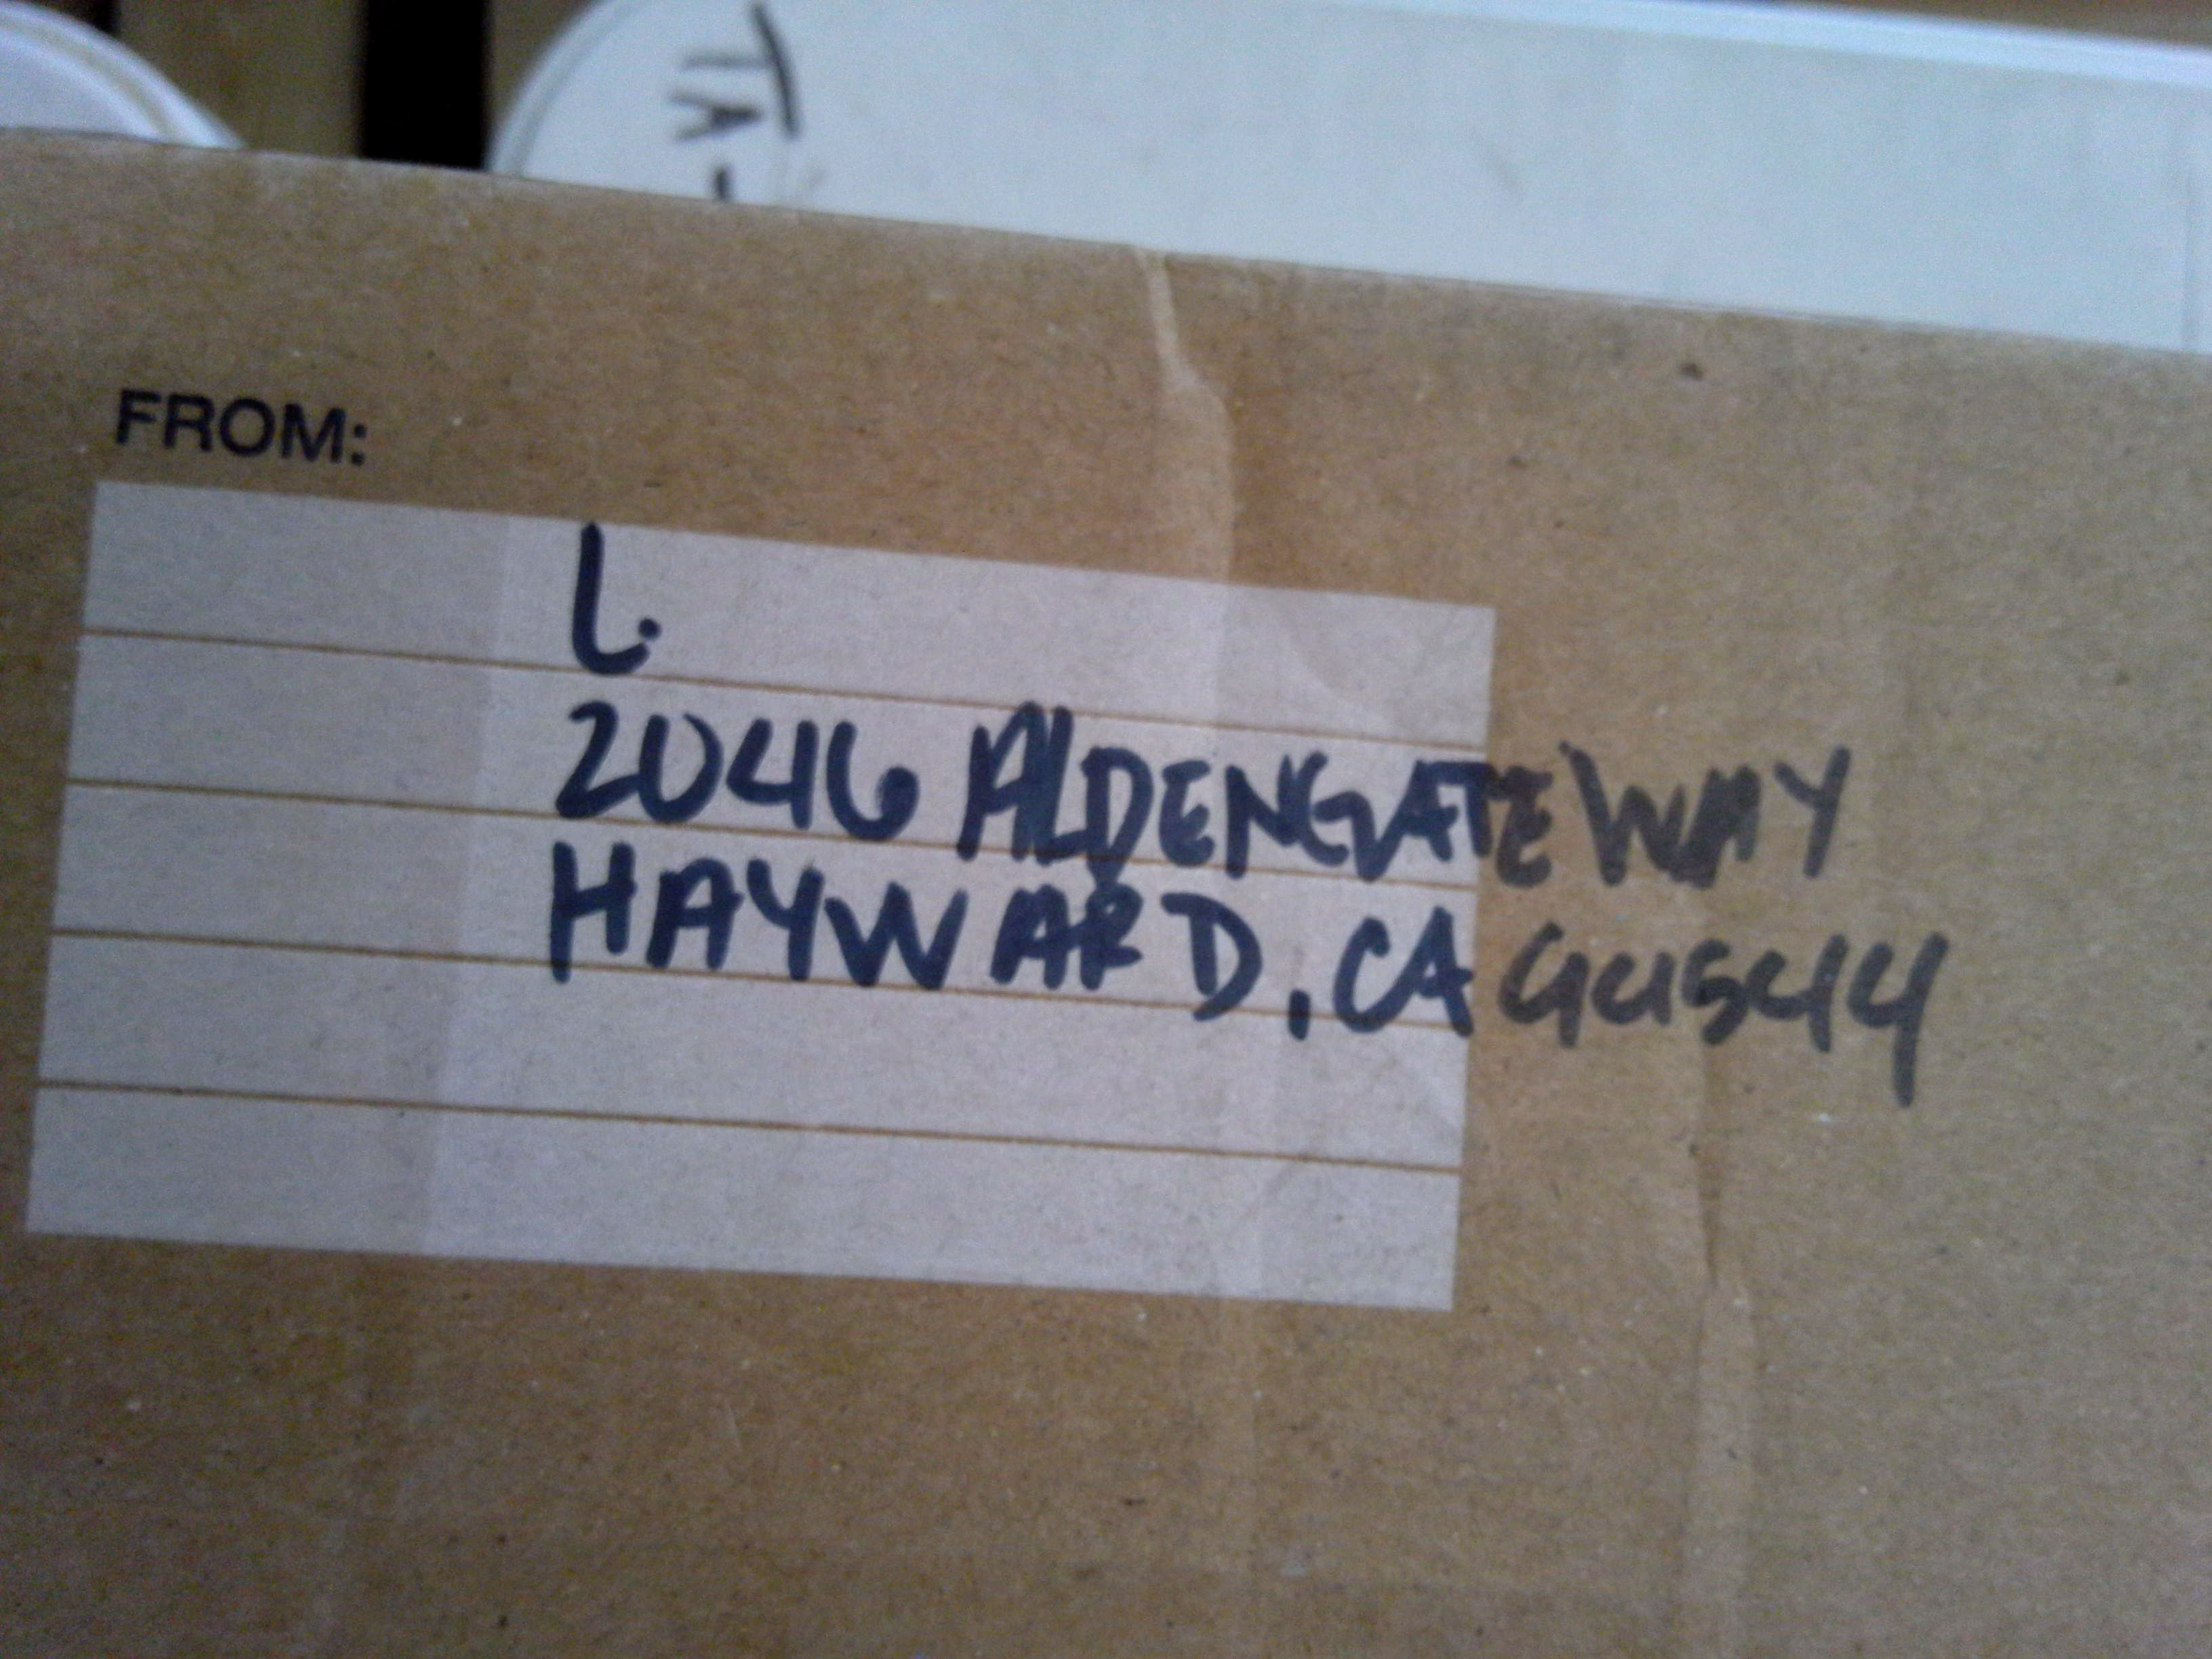 FROM:
L.
2046 ALDENGATE WAY
HAYWARD, CA 94544